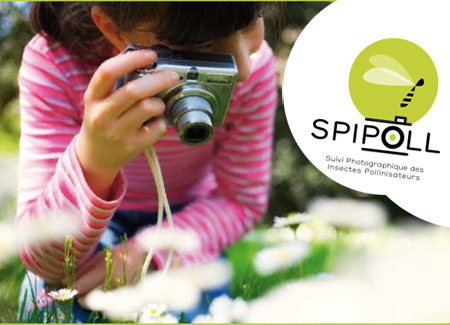 SPIPOLL
Suivi Photographique des
Insectes Pollinisateurs